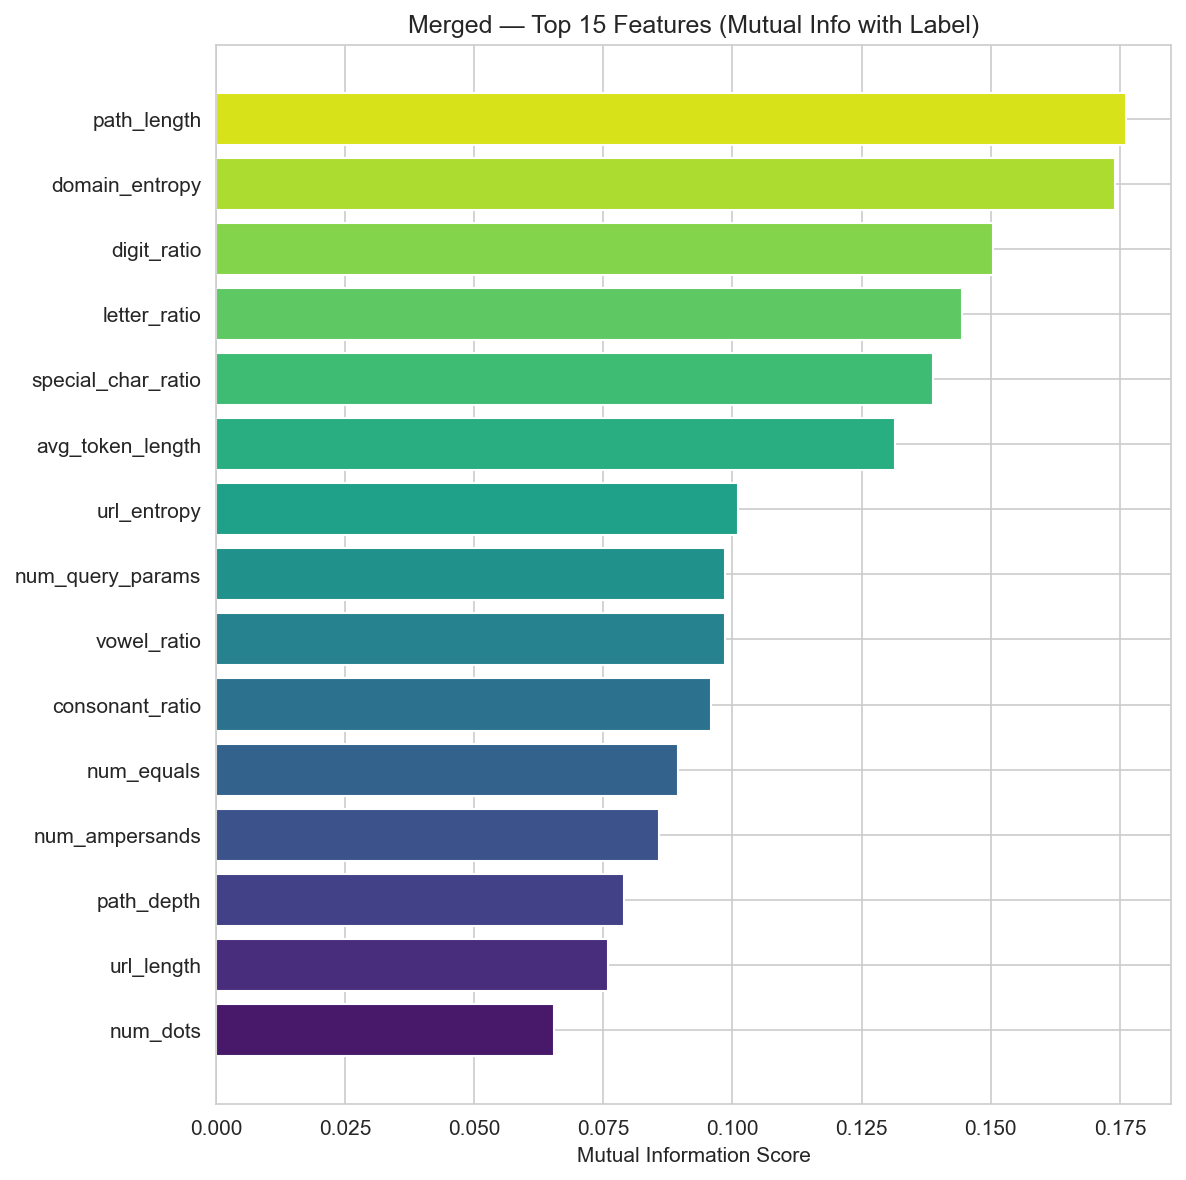 Merged — Top 15 Features (Mutual Info with Label)
path_length
domain_entropy
digit_ratio
letter_ratio
special_char_ratio
avg_token_length
url_entropy
num_query_params
vowel_ratio
consonant_ratio
num_equals
num_ampersands
path_depth
url_length
num_dots
0.000 0.025 0.050 0.075 0.100 0.125 0.150 0.175
Mutual Information Score